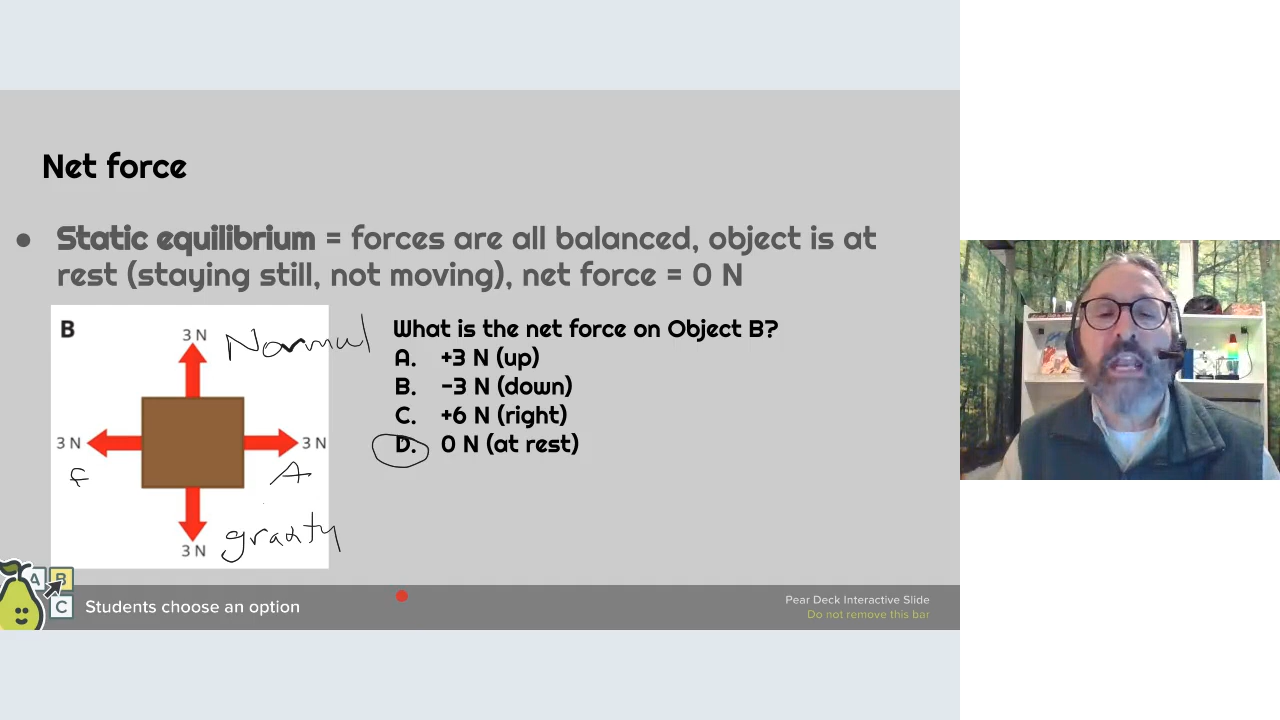 Net force
● Static equilibrium = forces are all balanced, object is at
rest (staying still, not moving), net force = 0 N
B
3 N
Normal
3 N
3 N
F
A
3 N
gravity
What is the net force on Object B?
A. +3 N (up)
B. -3 N (down)
C. +6 N (right)
D. 0 N (at rest)
A B
C
Students choose an option
Pear Deck Interactive Slide
Do not remove this bar